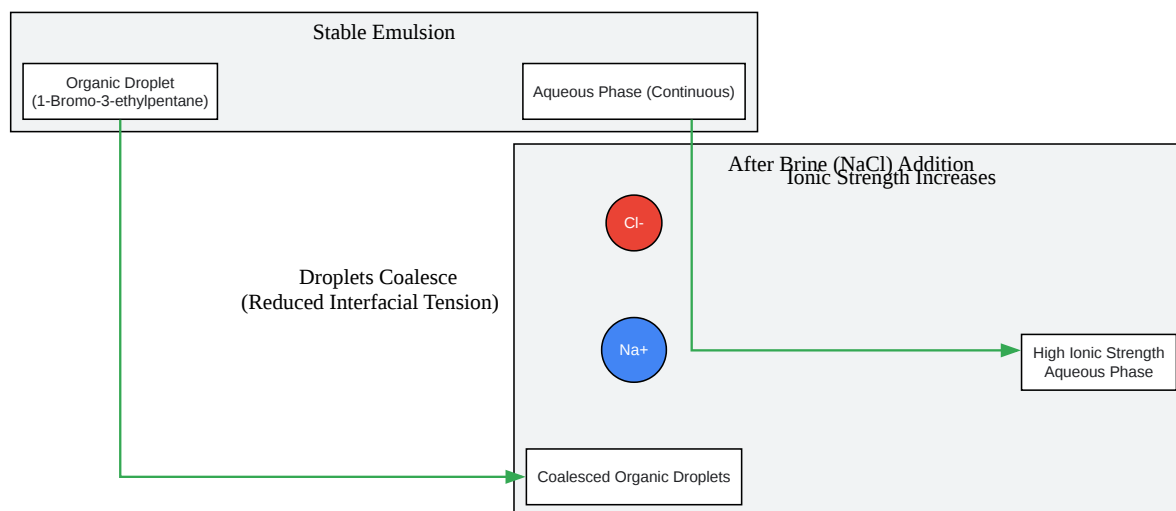 Stable Emulsion
Organic Droplet
(1-Bromo-3-ethylpentane)
Aqueous Phase (Continuous)
After Brine (NaCl) Addition
Ionic Strength Increases
Cl-
Droplets Coalesce
(Reduced Interfacial Tension)
Na+
High Ionic Strength
Aqueous Phase
Coalesced Organic Droplets